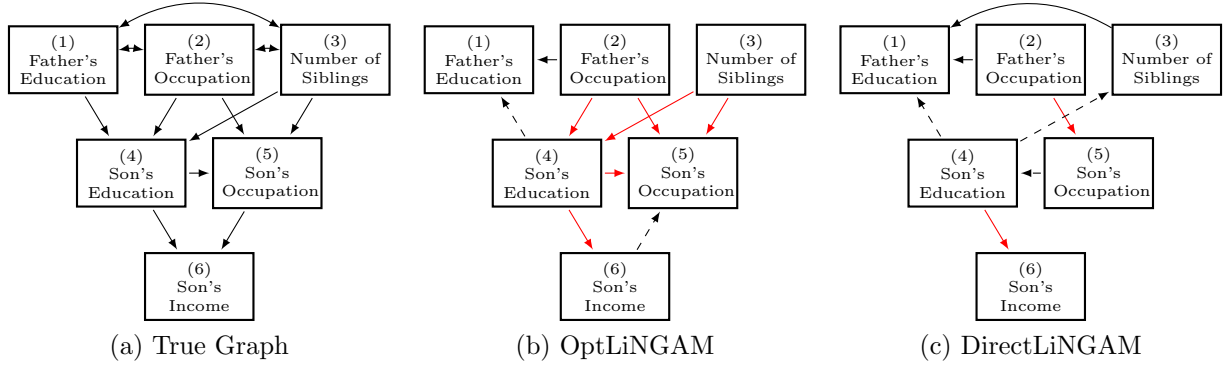 (1)
Father's
Education
(2)
Father's
Occupation
(3)
Number of
Siblings
(4)
Son's
Education
(5)
Son's
Occupation
(6)
Son's
Income
(a) True Graph
(1)
Father's
Education
(2)
Father's
Occupation
(3)
Number of
Siblings
(4)
Son's
Education
(5)
Son's
Occupation
(6)
Son's
Income
(b) OptLiNGAM
(1)
Father's
Education
(2)
Father's
Occupation
(3)
Number of
Siblings
(4)
Son's
Education
(5)
Son's
Occupation
(6)
Son's
Income
(c) DirectLiNGAM